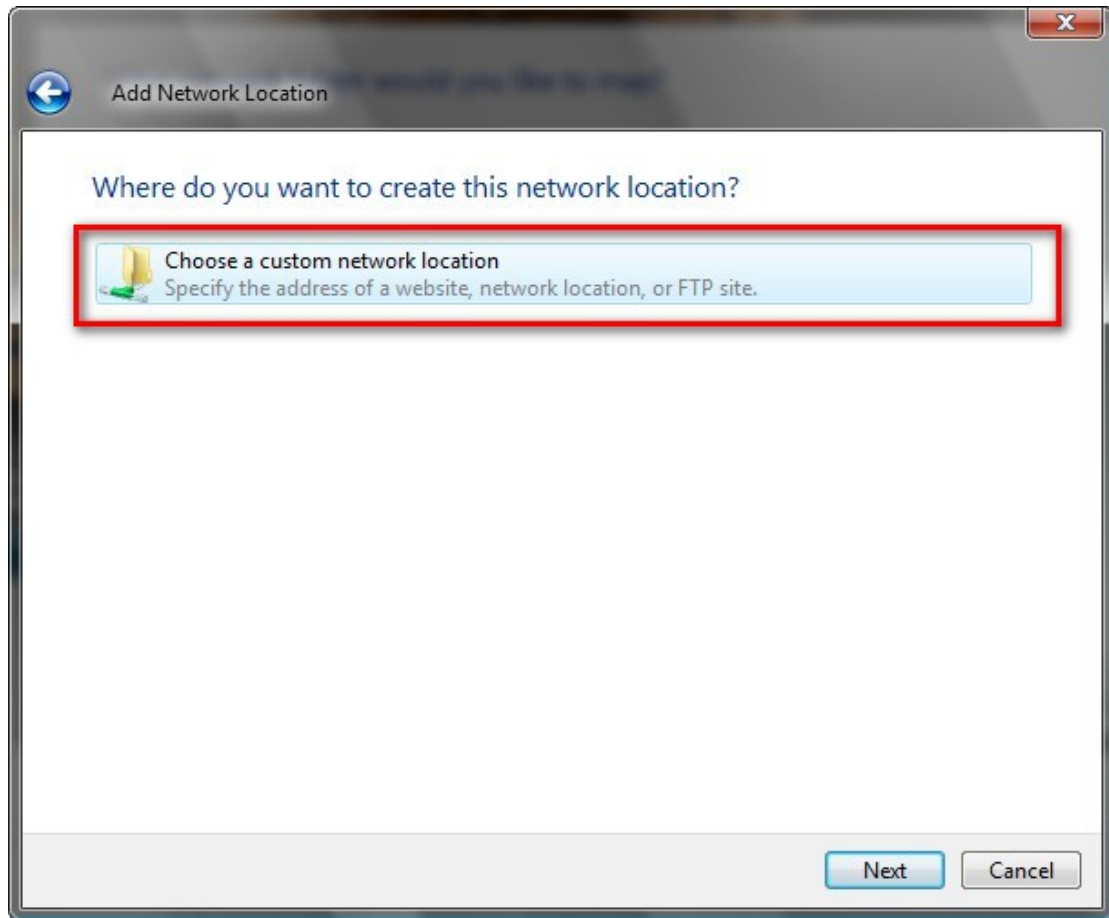 Add Network Location
Where do you want to create this network location?
Choose a custom network location
Specify the address of a website, network location, or FTP site.
Next
Cancel